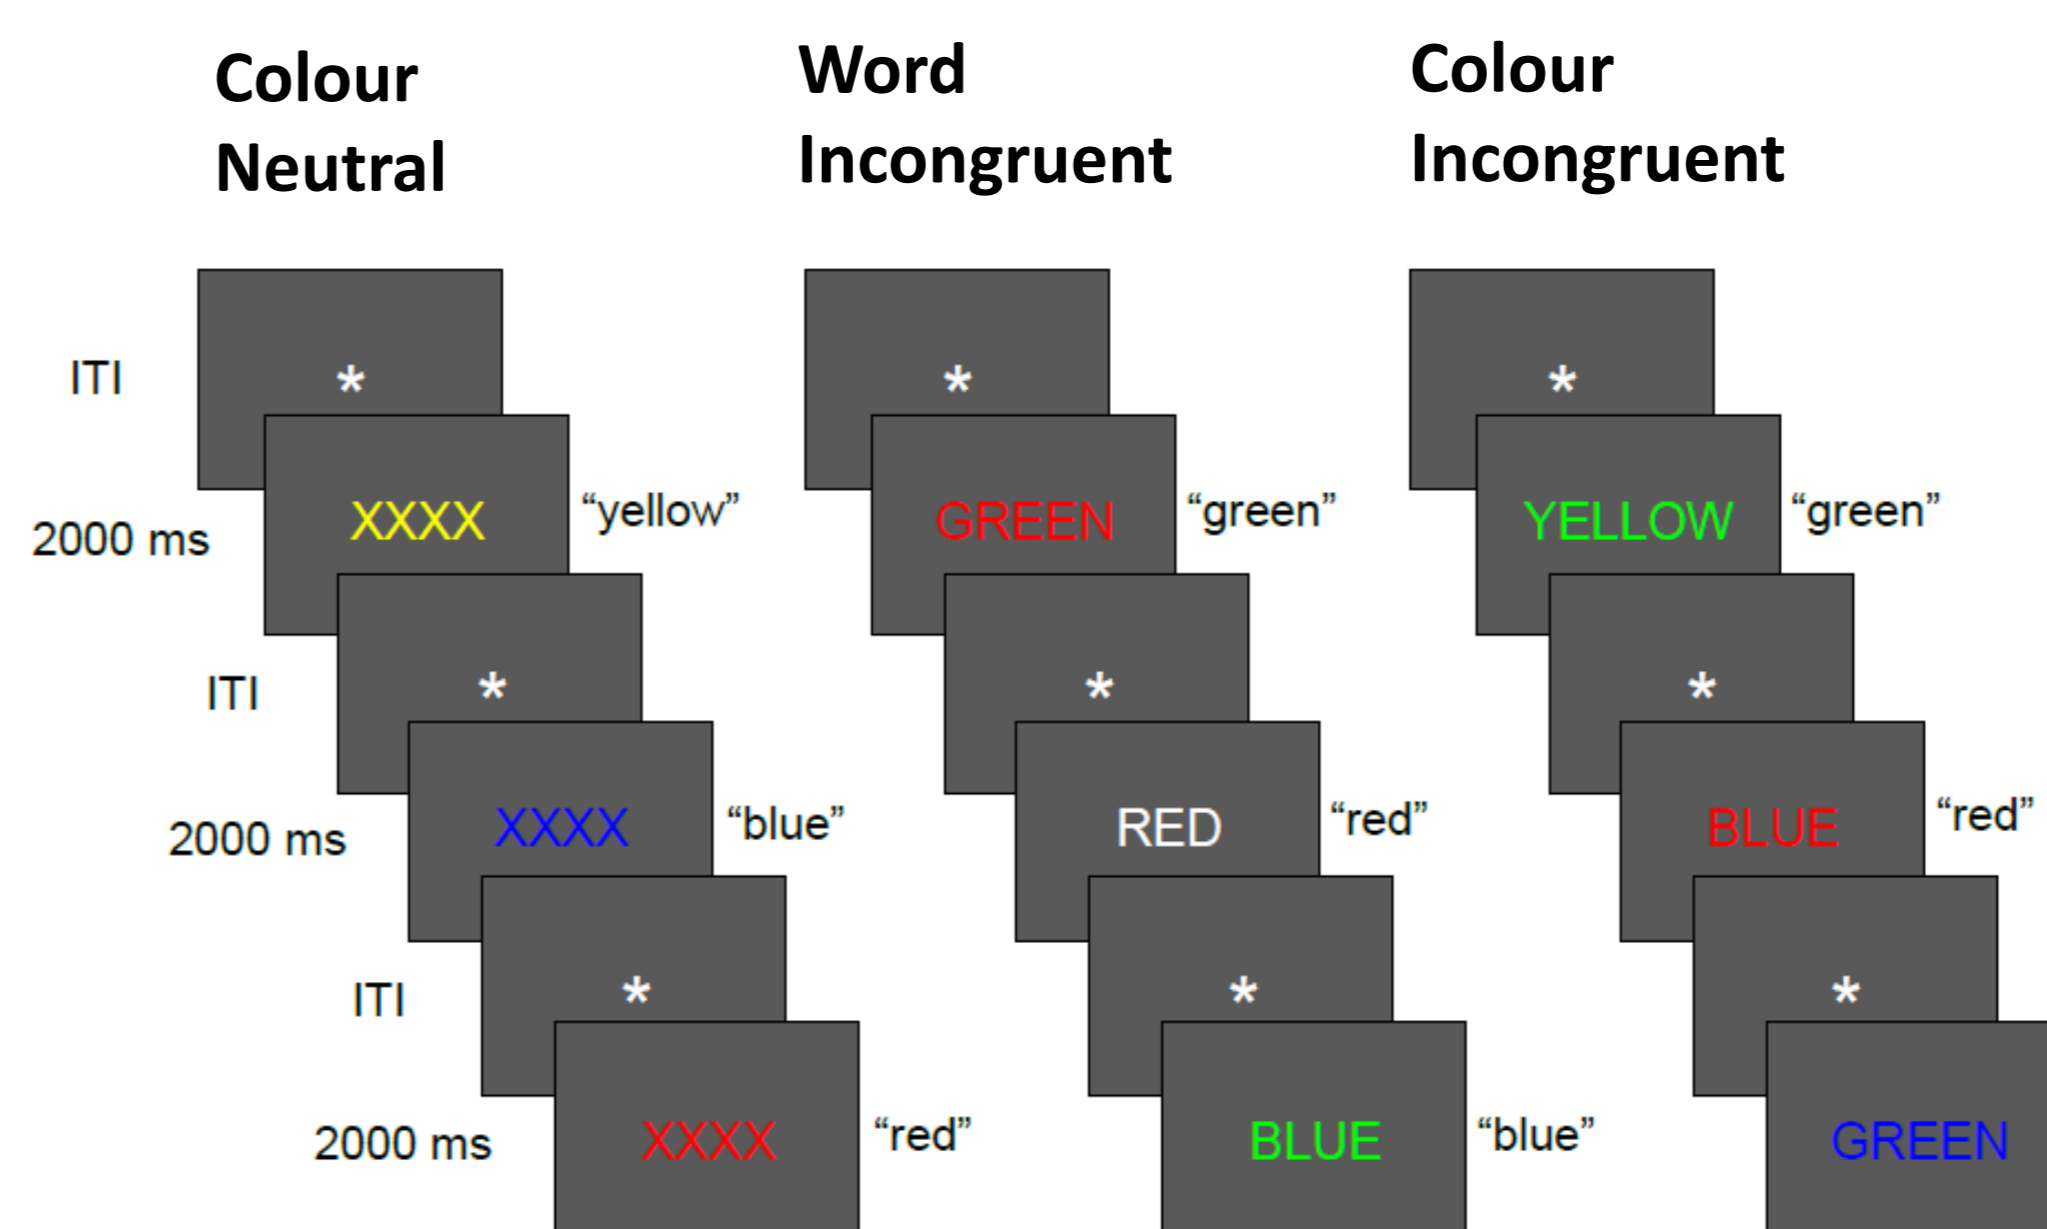 Colour
Neutral
Word
Incongruent
Colour
Incongruent
ITI
*
*
*
2000 ms
XXXX
“yellow”
GREEN
“green”
YELLOW
“green”
ITI
*
*
*
2000 ms
XXXX
“blue”
RED
“red”
BLUE
“red”
ITI
*
*
*
2000 ms
XXXX
“red”
BLUE
“blue”
GREEN